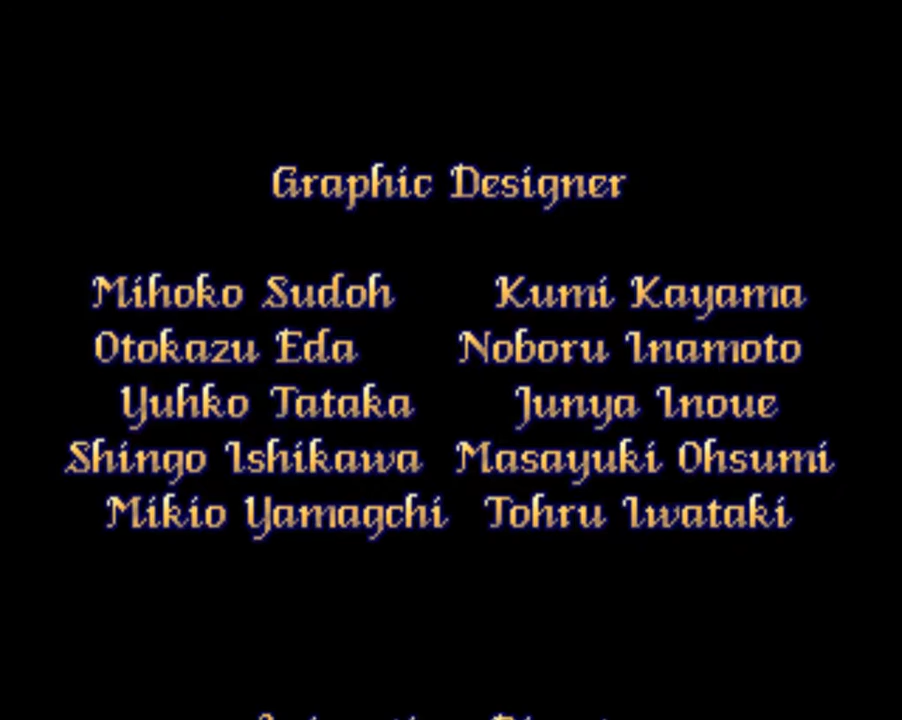 Graphic Designer
Mihoko Sudoh Kumi Kayama
Otokazu Eda Noboru Inamoto
Yuhko Tataka Junya Inoue
Shingo Ishikawa Masayuki Ohsumi
Mikio Yamagchi Tohru Iwataki